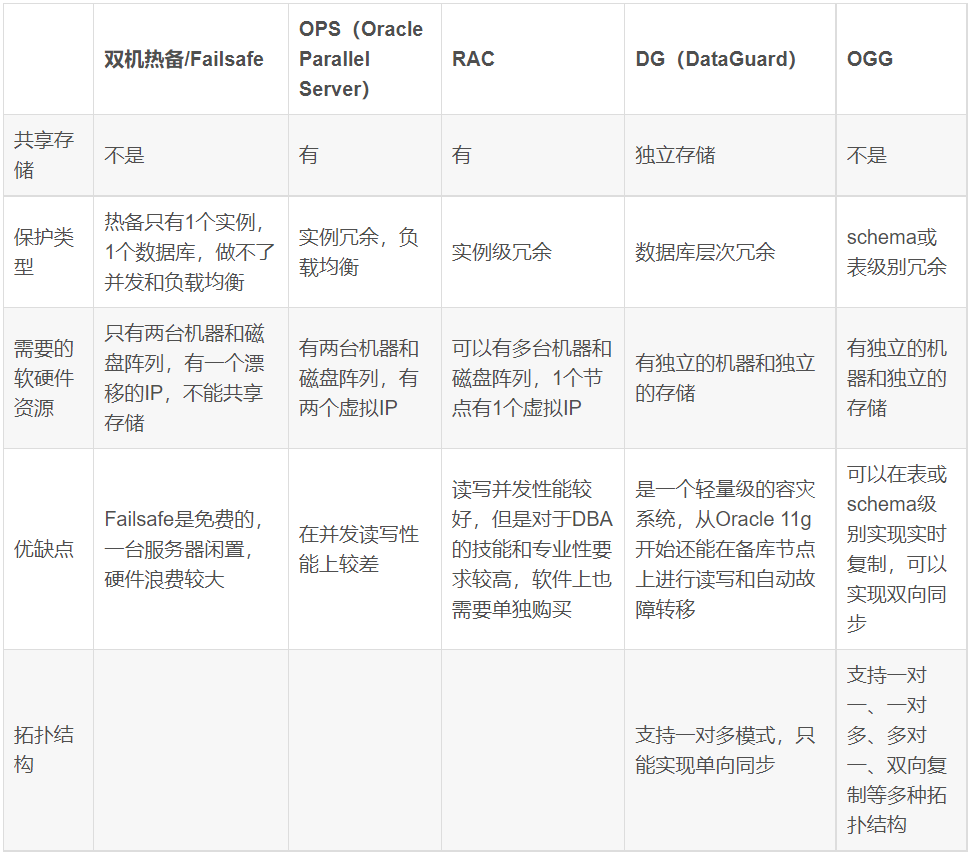 双机热备/Failsafe
OPS（Oracle
Parallel
Server）
RAC
DG（DataGuard）
OGG
共享存
储
不是
有
有
独立存储
不是
保护类
型
热备只有1个实例，
1个数据库，做不了
并发和负载均衡
实例冗余，负
载均衡
实例级冗余
数据库层次冗余
schema或
表级别冗余
需要的
软硬件
资源
只有两台机器和磁
盘阵列，有一个漂
移的IP，不能共享
存储
有两台机器和
磁盘阵列，有
两个虚拟IP
可以有多台机器和
磁盘阵列，1个节
点有1个虚拟IP
有独立的机器和独立
的存储
有独立的机
器和独立的
存储
优缺点
Failsafe是免费的，
一台服务器闲置，
硬件浪费较大
在并发读写性
能上较差
读写并发性能较
好，但是对于DBA
的技能和专业性要
求较高，软件上也
需要单独购买
是一个轻量级的容灾
系统，从Oracle 11g
开始还能在备库节点
上进行读写和自动故
障转移
可以在表或
schema级
别实现实时
复制，可以
实现双向同
步
拓扑结
构
支持一对多模式，只
能实现单向同步
支持一对
一、一对
多、多对
一、双向复
制等多种拓
扑结构